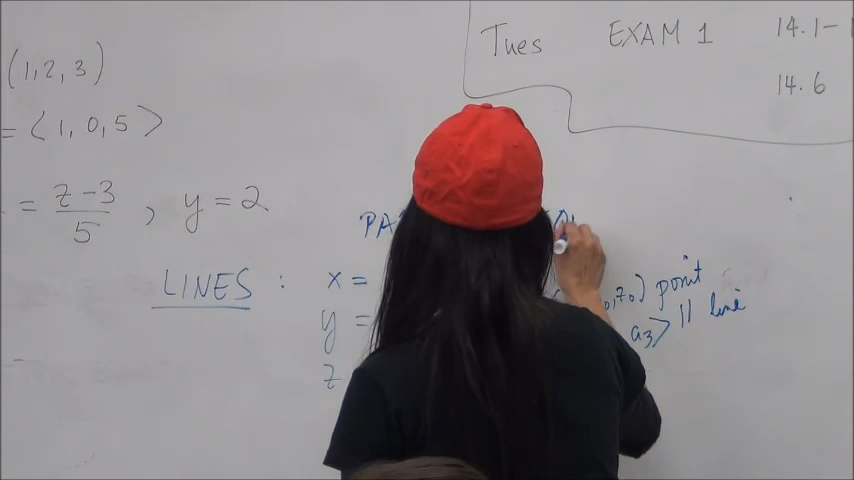 Tues EXAM 1 14.1-
14.6
(1,2,3)
= ⟨1, 0, 5⟩
= z-3/5 , y = 2
PA
LINES : x =
y =
z
0,z0) point
a3⟩ || line